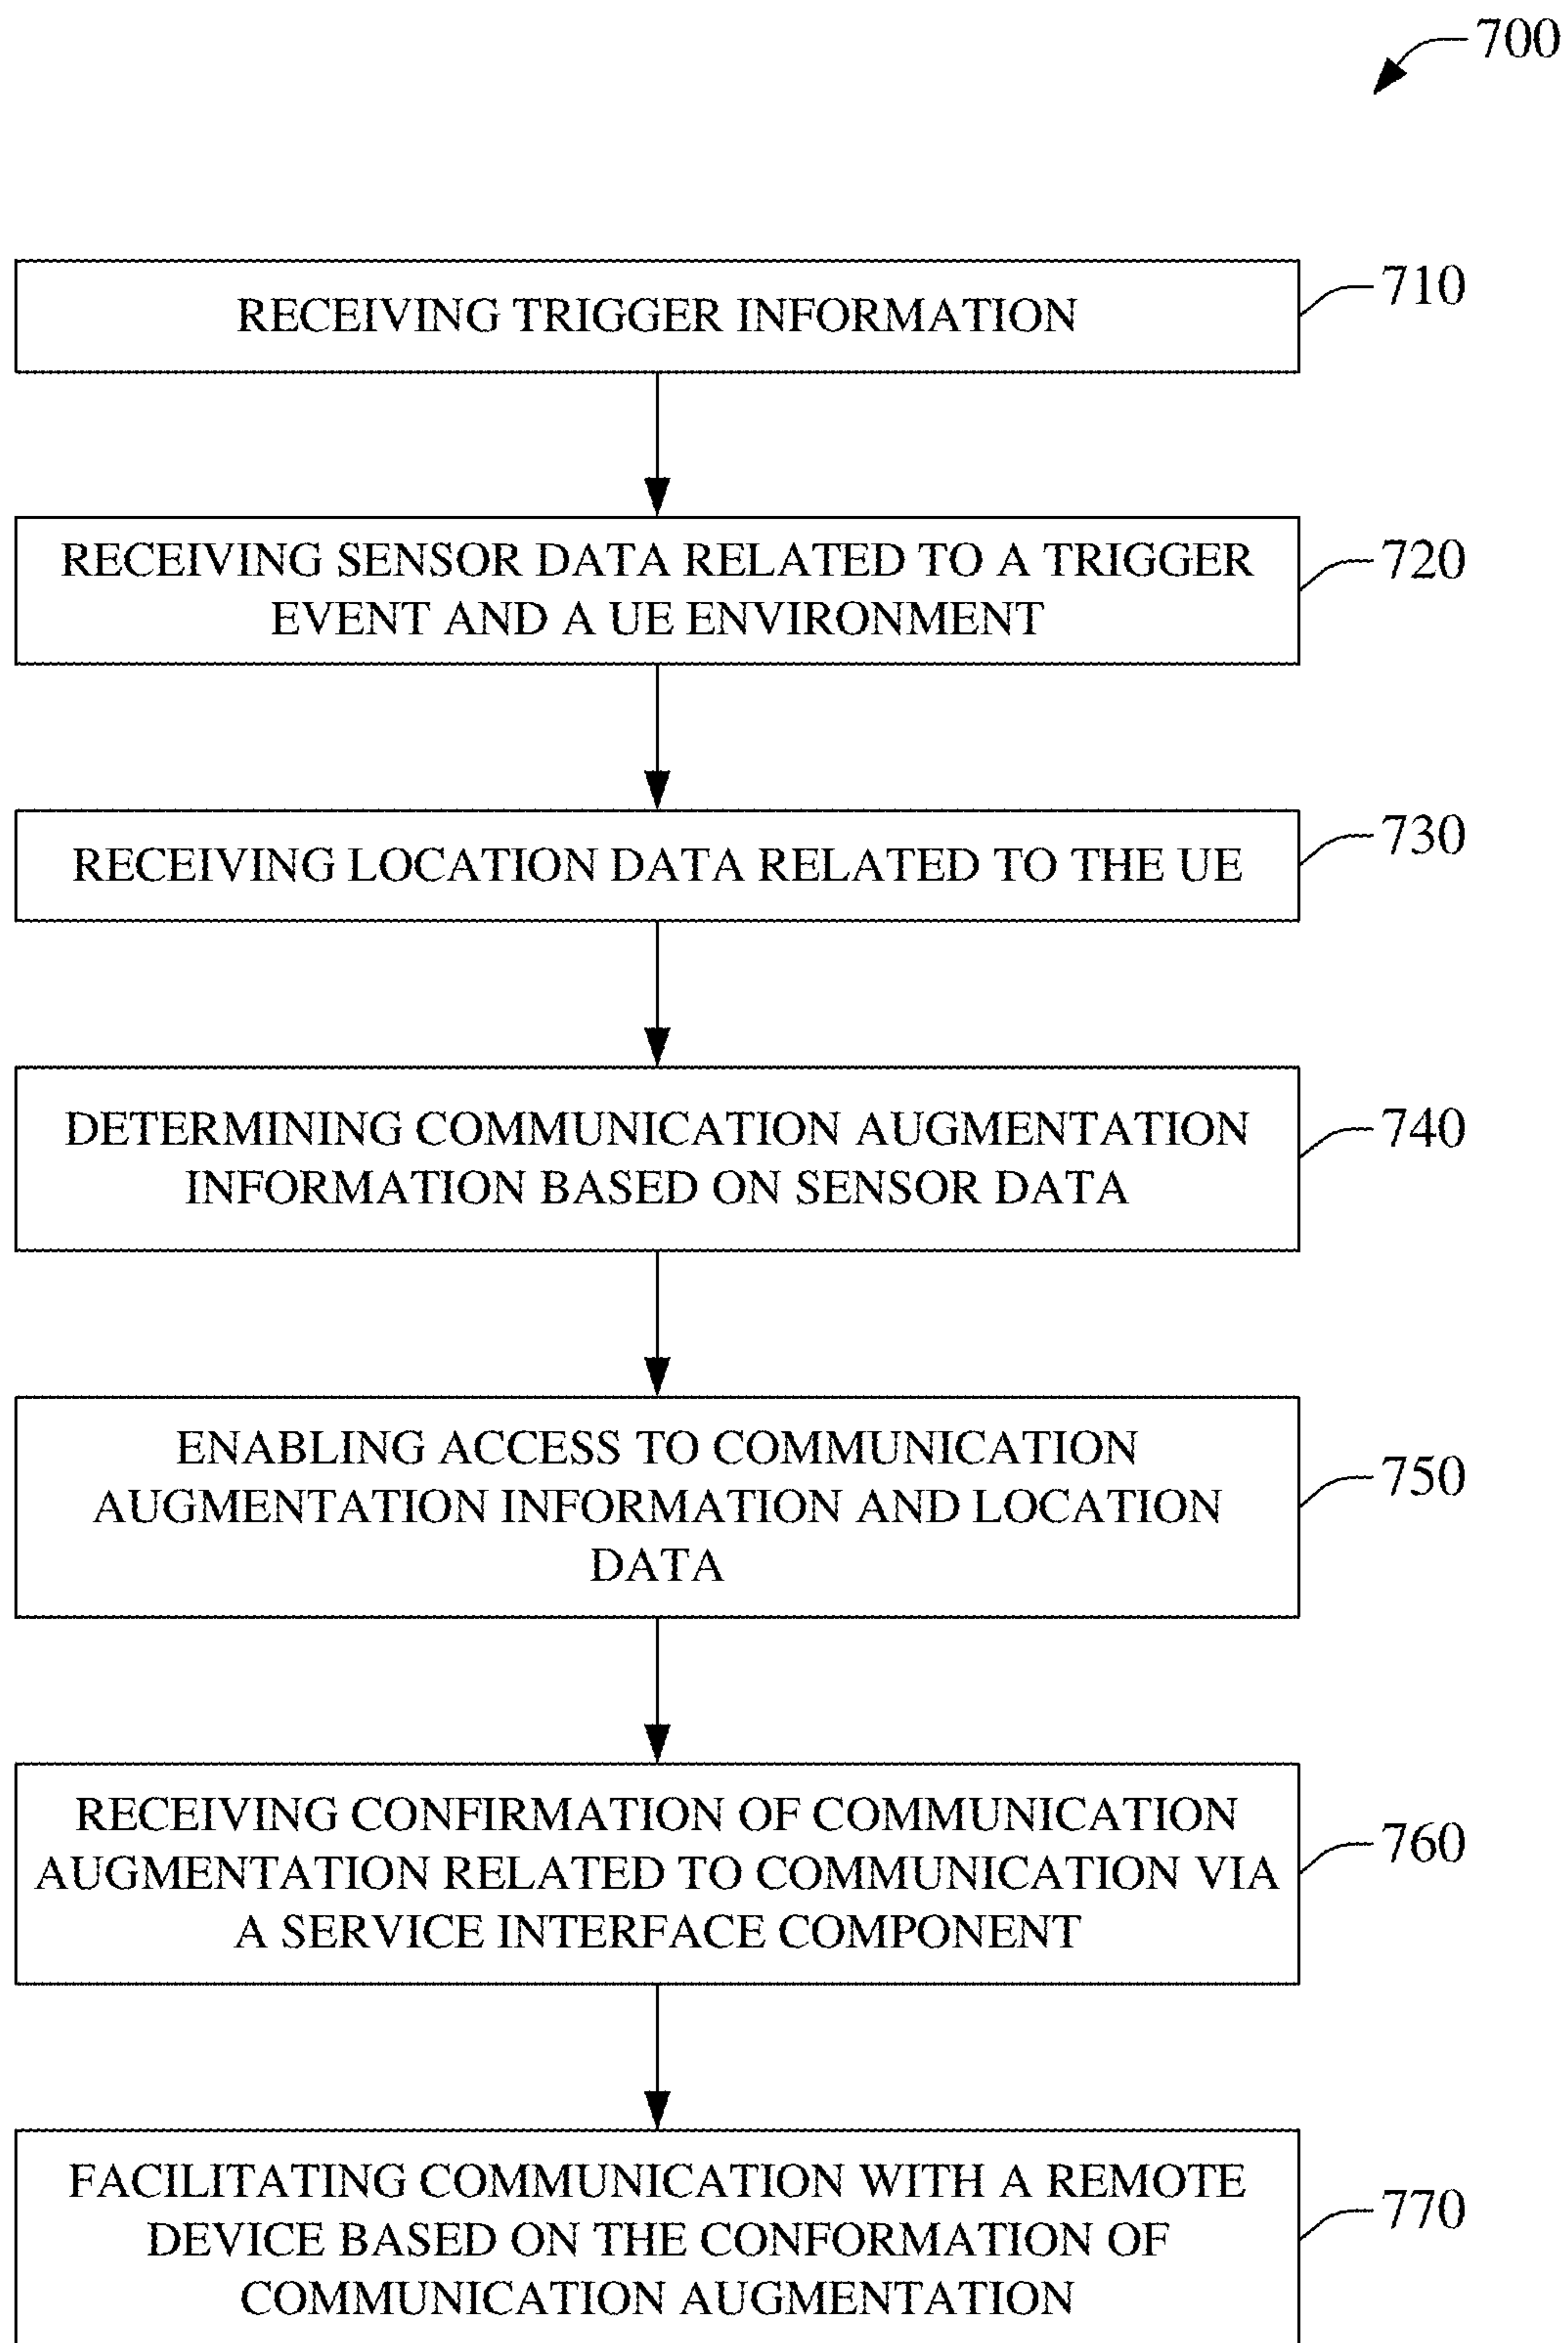 700
RECEIVING TRIGGER INFORMATION
710
RECEIVING SENSOR DATA RELATED TO A TRIGGER
EVENT AND A UE ENVIRONMENT
720
RECEIVING LOCATION DATA RELATED TO THE UE
730
DETERMINING COMMUNICATION AUGMENTATION
INFORMATION BASED ON SENSOR DATA
740
ENABLING ACCESS TO COMMUNICATION
AUGMENTATION INFORMATION AND LOCATION
DATA
750
RECEIVING CONFIRMATION OF COMMUNICATION
AUGMENTATION RELATED TO COMMUNICATION VIA
A SERVICE INTERFACE COMPONENT
760
FACILITATING COMMUNICATION WITH A REMOTE
DEVICE BASED ON THE CONFORMATION OF
COMMUNICATION AUGMENTATION
770